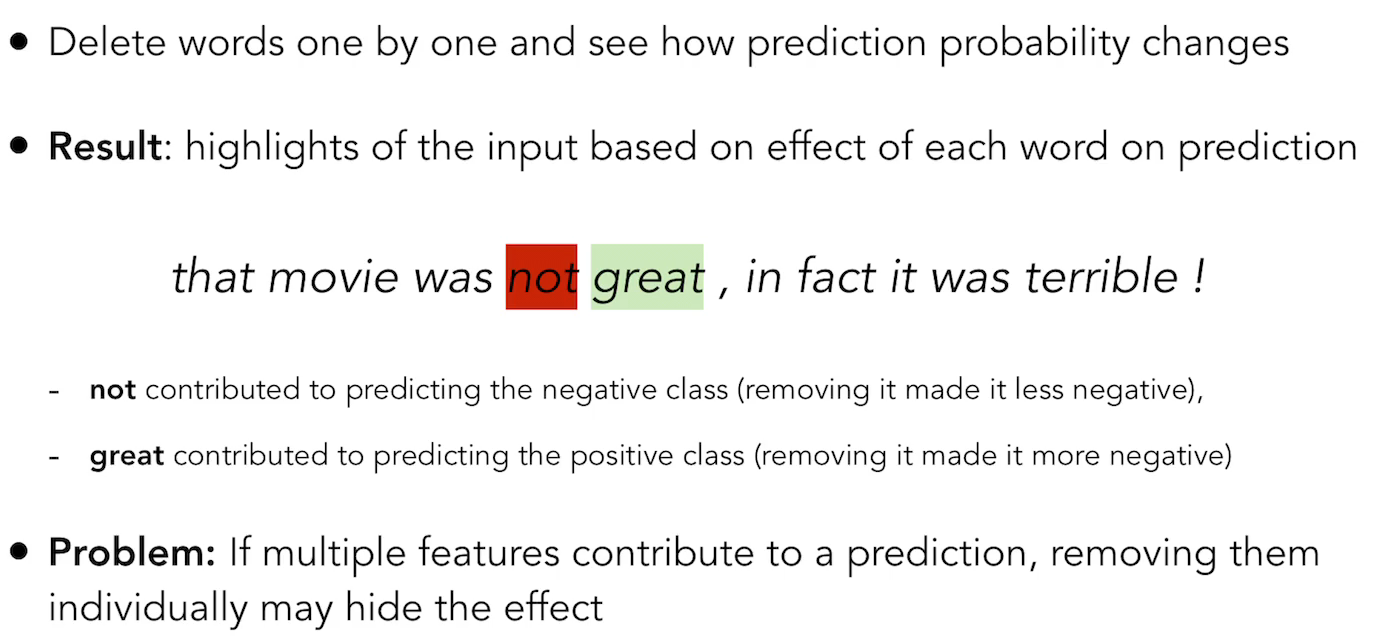 • Delete words one by one and see how prediction probability changes
• Result: highlights of the input based on effect of each word on prediction
that movie was not great , in fact it was terrible !
- not contributed to predicting the negative class (removing it made it less negative),
- great contributed to predicting the positive class (removing it made it more negative)
• Problem: If multiple features contribute to a prediction, removing them
individually may hide the effect